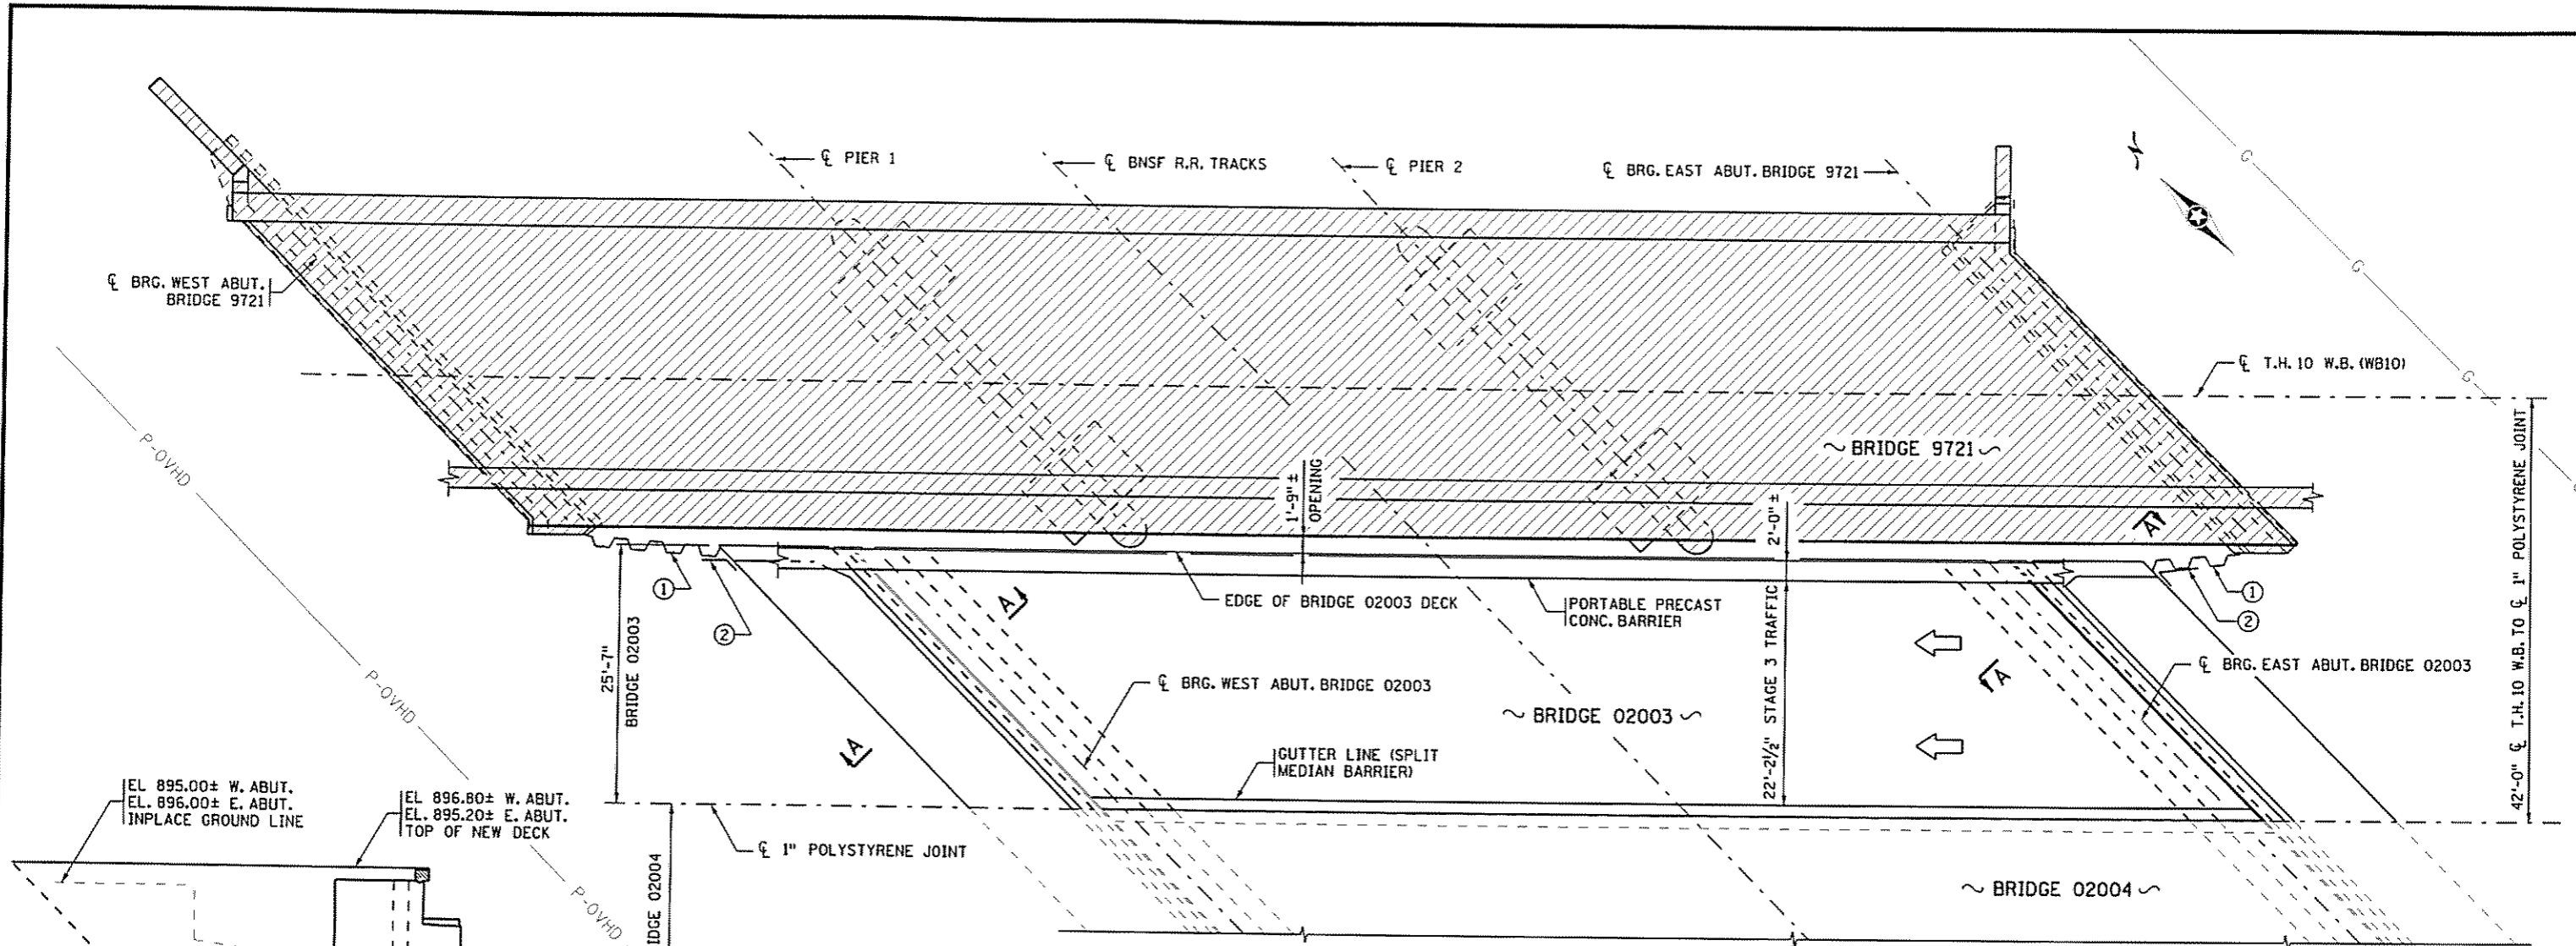 ℄ PIER 1
℄ BNSF R.R. TRACKS
℄ PIER 2
℄ BRG. EAST ABUT. BRIDGE 9721
G
G
G
℄ BRG. WEST ABUT.
BRIDGE 9721
℄ T.H. 10 W.B. (WB10)
P-OVHD
P-OVHD
P-OVHD
~ BRIDGE 9721 ~
1'-9" ±
OPENING
2'-0" ±
A
A
A
A
1
2
1
2
25'-7"
BRIDGE 02003
EDGE OF BRIDGE 02003 DECK
PORTABLE PRECAST
CONC. BARRIER
22'-2½" STAGE 3 TRAFFIC
42'-0" ℄ T.H. 10 W.B. TO ℄ 1" POLYSTYRENE JOINT
℄ BRG. WEST ABUT. BRIDGE 02003
~ BRIDGE 02003 ~
℄ BRG. EAST ABUT. BRIDGE 02003
GUTTER LINE (SPLIT
MEDIAN BARRIER)
EL 895.00± W. ABUT.
EL. 896.00± E. ABUT.
INPLACE GROUND LINE
EL 896.80± W. ABUT.
EL. 895.20± E. ABUT.
TOP OF NEW DECK
℄ 1" POLYSTYRENE JOINT
IDGE 02004
~ BRIDGE 02004 ~